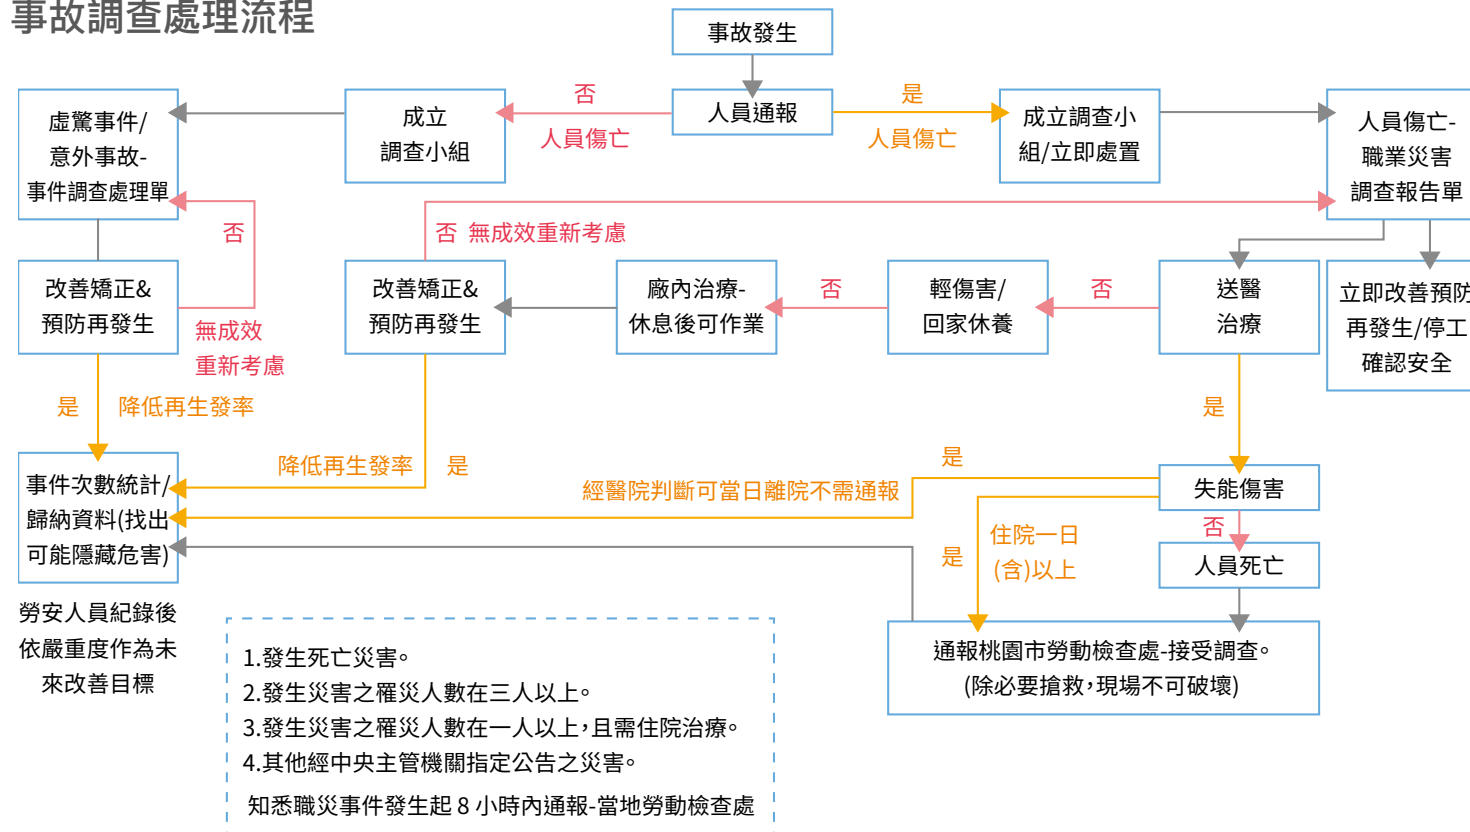 事故調查處理流程
事故發生
人員通報
否
人員傷亡
是
人員傷亡
成立
調查小組
虛驚事件/
意外事故-
事件調查處理單
成立調查小
組/立即處置
人員傷亡-
職業災害
調查報告單
否
否 無成效重新考慮
改善矯正&
預防再發生
無成效
重新考慮
改善矯正&
預防再發生
廠內治療-
休息後可作業
否
輕傷害/
回家休養
否
送醫
治療
立即改善預防
再發生/停工
確認安全
是 降低再生發率
降低再生發率 是
是
是
經醫院判斷可當日離院不需通報
事件次數統計/
歸納資料(找出
可能隱藏危害)
失能傷害
否
是
住院一日
(含)以上
人員死亡
勞安人員紀錄後
依嚴重度作為未
來改善目標
通報桃園市勞動檢查處-接受調查。
(除必要搶救,現場不可破壞)
1.發生死亡災害。
2.發生災害之罹災人數在三人以上。
3.發生災害之罹災人數在一人以上,且需住院治療。
4.其他經中央主管機關指定公告之災害。
知悉職災事件發生起 8 小時內通報-當地勞動檢查處